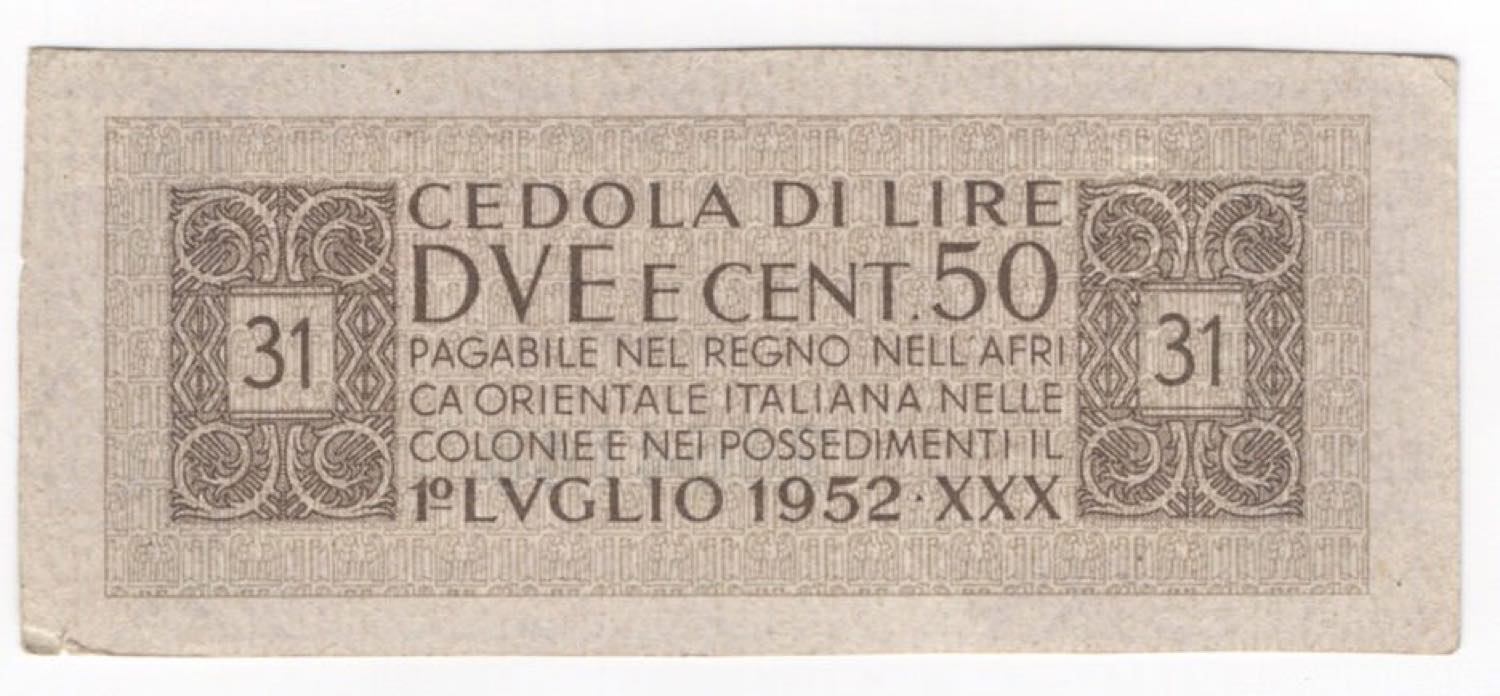 CEDOLA DI LIRE
DVE E CENT. 50
31
31
PAGABILE NEL REGNO NELL'AFRI
CA ORIENTALE ITALIANA NELLE
COLONIE E NEI POSSEDIMENTI IL
1º LVGLIO 1952 · XXX